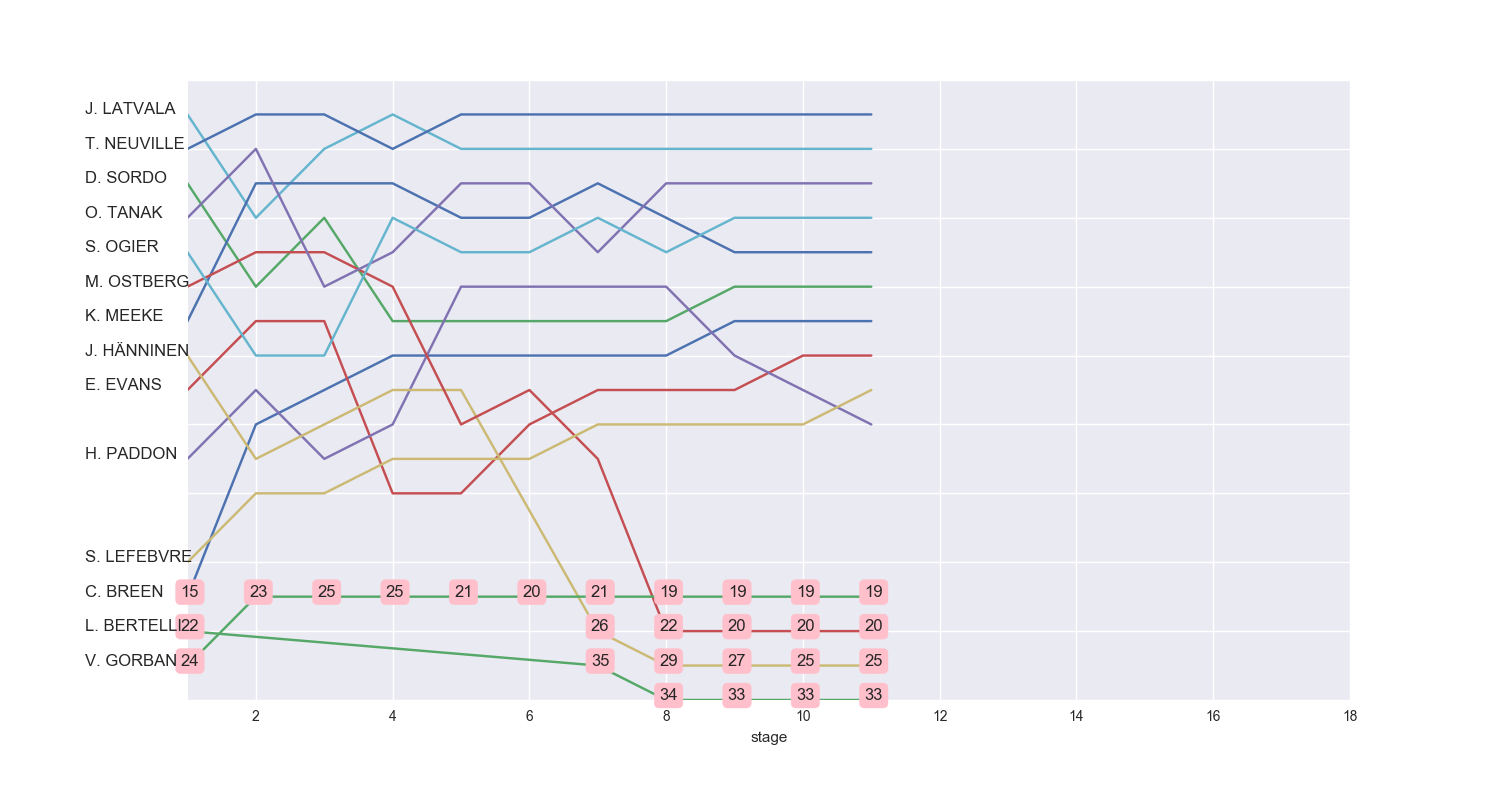 J. LATVALA
T. NEUVILLE
D. SORDO
O. TANAK
S. OGIER
M. OSTBERG
K. MEEKE
J. HÄNNINEN
E. EVANS
H. PADDON
S. LEFEBVRE
C. BREEN 15 23 25 25 21 20 21 19 19 19 19
L. BERTELLI 22 26 22 20 20 20
V. GORBAN 24 35 29 27 25 25
34 33 33 33
2 4 6 8 10 12 14 16 18
stage